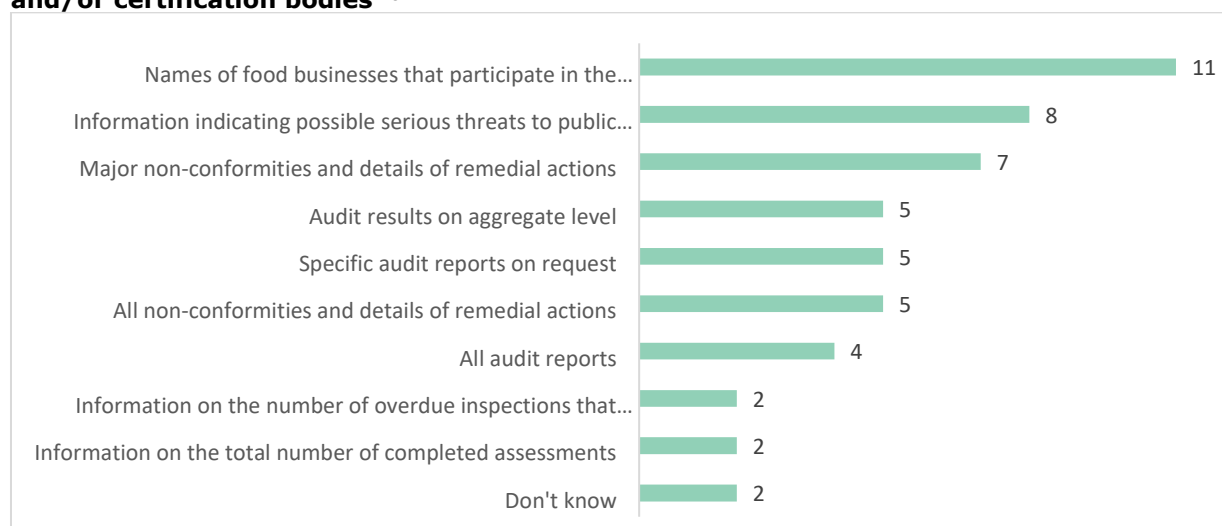 and/or certification bodies
Names of food businesses that participate in the… 11
Information indicating possible serious threats to public… 8
Major non-conformities and details of remedial actions 7
Audit results on aggregate level 5
Specific audit reports on request 5
All non-conformities and details of remedial actions 5
All audit reports 4
Information on the number of overdue inspections that… 2
Information on the total number of completed assessments 2
Don't know 2